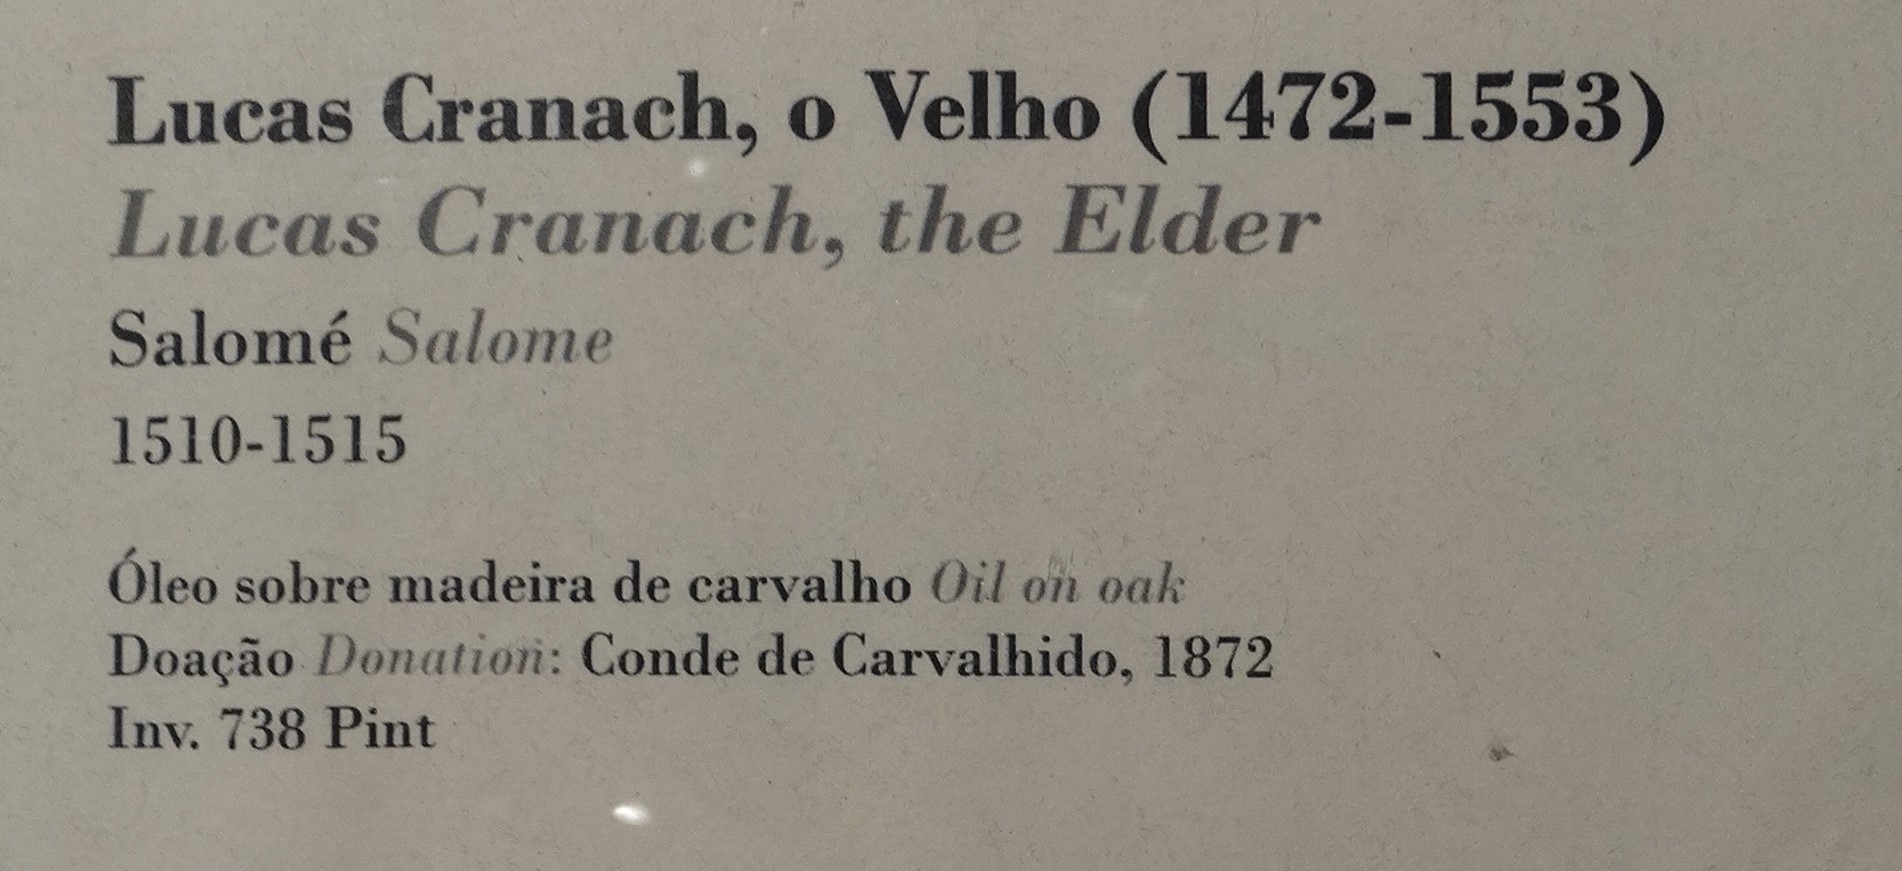 Lucas Cranach, o Velho (1472-1553)
Lucas Cranach, the Elder
Salomé Salome
1510-1515
Óleo sobre madeira de carvalho Oil on oak
Doação Donation: Conde de Carvalhido, 1872
Inv. 738 Pint